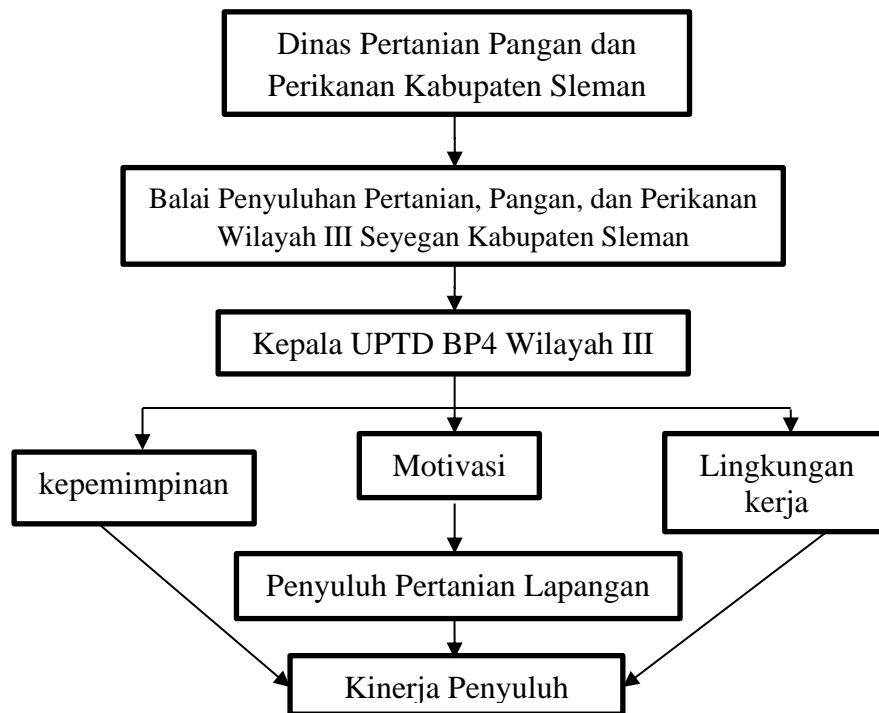 Dinas Pertanian Pangan dan
Perikanan Kabupaten Sleman
Balai Penyuluhan Pertanian, Pangan, dan Perikanan
Wilayah III Seyegan Kabupaten Sleman
Kepala UPTD BP4 Wilayah III
kepemimpinan
Motivasi
Lingkungan
kerja
Penyuluh Pertanian Lapangan
Kinerja Penyuluh